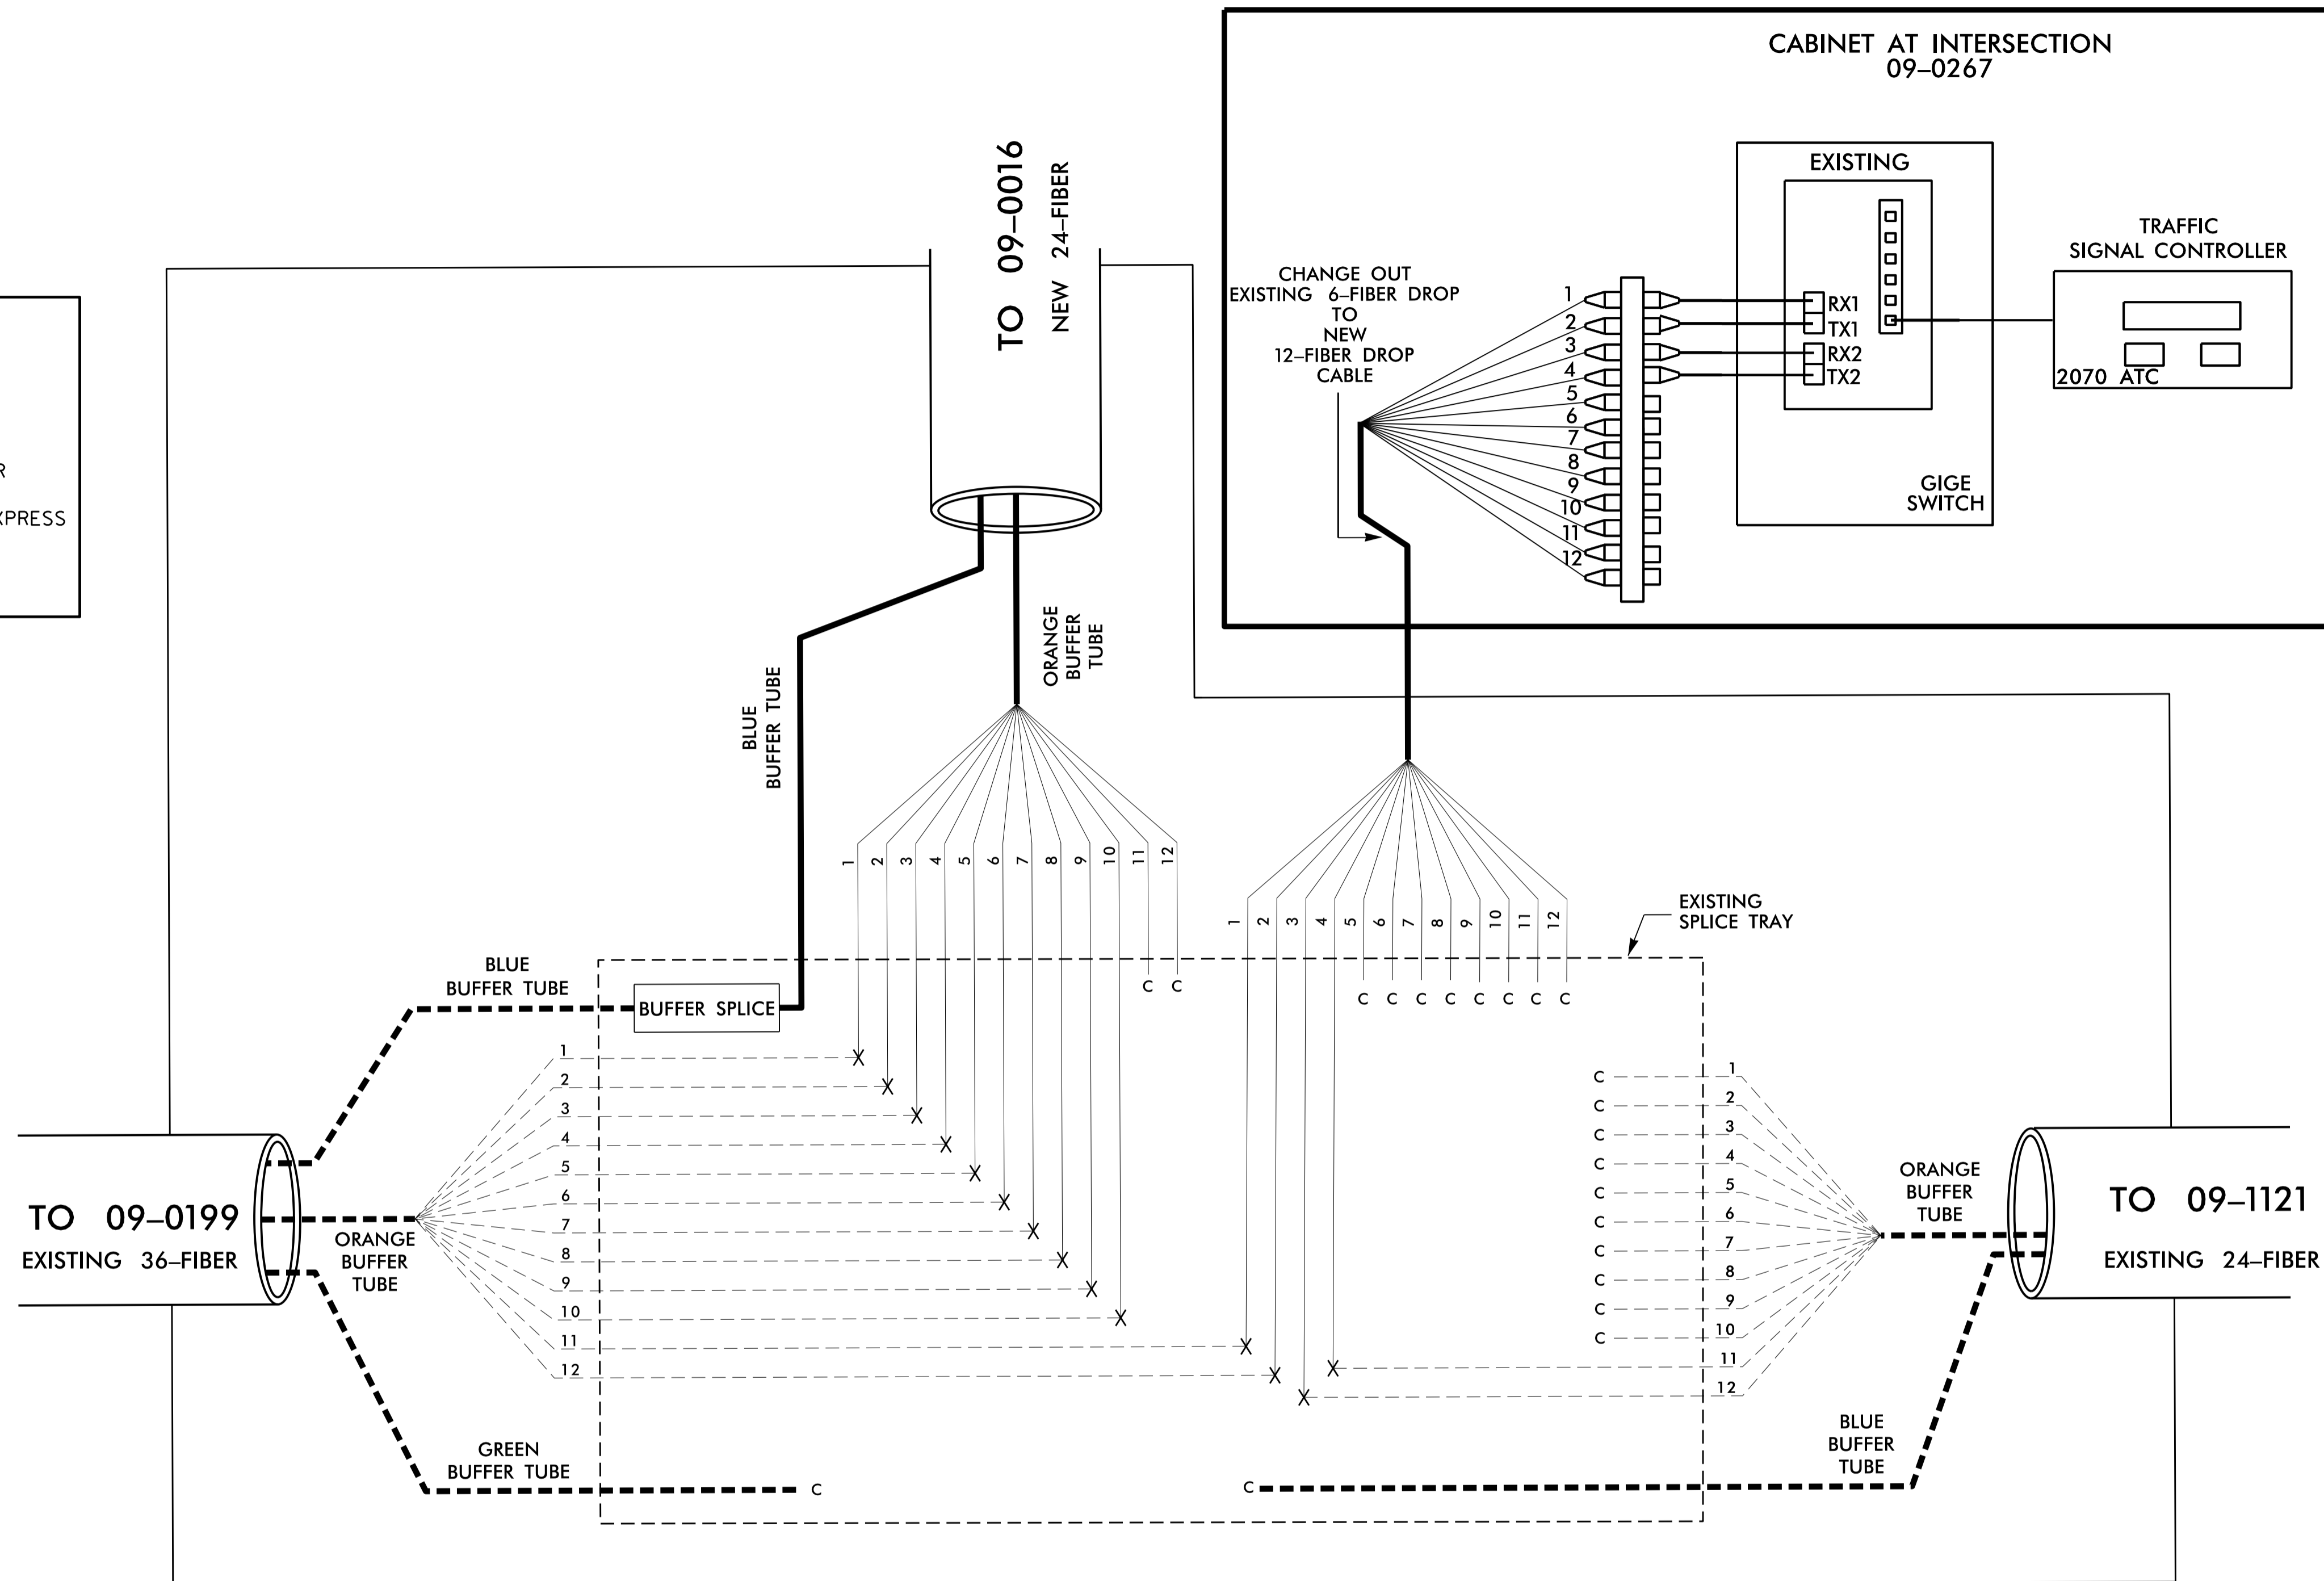 CABINET AT INTERSECTION
09–0267
EXISTING
RX1
TX1
RX2
TX2
GIGE
SWITCH
TRAFFIC
SIGNAL CONTROLLER
2070 ATC
CHANGE OUT
EXISTING 6–FIBER DROP
TO
NEW
12–FIBER DROP
CABLE
1
2
3
4
5
6
7
8
9
10
11
12
TO 09–0016
NEW 24–FIBER
R
XPRESS
ORANGE
BUFFER
TUBE
BLUE
BUFFER TUBE
1
2
3
4
5
6
7
8
9
10
11
12
C C
1
2
3
4
5
6
7
8
9
10
11
12
C C C C C C C C
EXISTING
SPLICE TRAY
BLUE
BUFFER TUBE
BUFFER SPLICE
1
2
3
4
5
6
7
8
9
10
11
12
TO 09–0199
EXISTING 36–FIBER
ORANGE
BUFFER
TUBE
GREEN
BUFFER TUBE
C
C 1
C 2
C 3
C 4
C 5
C 6
C 7
C 8
C 9
C 10
11
12
ORANGE
BUFFER
TUBE
TO 09–1121
EXISTING 24–FIBER
BLUE
BUFFER
TUBE
C